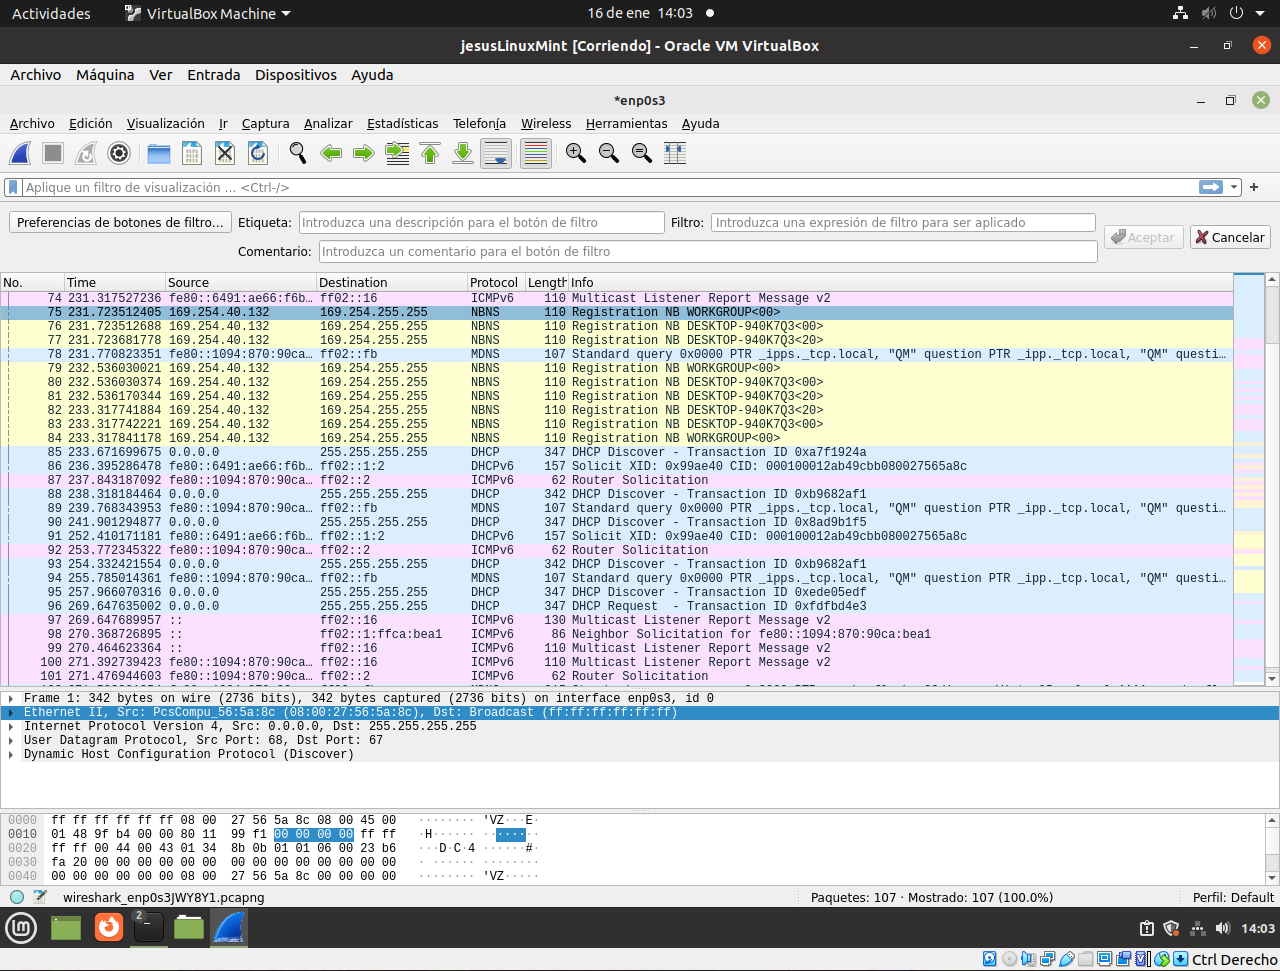 Actividades VirtualBox Machine 16 de ene 14:03
jesusLinuxMint [Corriendo] - Oracle VM VirtualBox
Archivo Máquina Ver Entrada Dispositivos Ayuda
*enp0s3
Archivo Edición Visualización Ir Captura Analizar Estadísticas Telefonía Wireless Herramientas Ayuda
Aplique un filtro de visualización … <Ctrl-/>
Preferencias de botones de filtro… Etiqueta: Introduzca una descripción para el botón de filtro Filtro: Introduzca una expresión de filtro para ser aplicado
Aceptar Cancelar
Comentario: Introduzca un comentario para el botón de filtro
No. Time Source Destination Protocol Length Info
74 231.317527236 fe80::6491:ae66:f6b… ff02::16 ICMPv6 110 Multicast Listener Report Message v2
75 231.723512405 169.254.40.132 169.254.255.255 NBNS 110 Registration NB WORKGROUP<00>
76 231.723512688 169.254.40.132 169.254.255.255 NBNS 110 Registration NB DESKTOP-940K7Q3<00>
77 231.723681778 169.254.40.132 169.254.255.255 NBNS 110 Registration NB DESKTOP-940K7Q3<20>
78 231.770823351 fe80::1094:870:90ca… ff02::fb MDNS 107 Standard query 0x0000 PTR _ipps._tcp.local, "QM" question PTR _ipp._tcp.local, "QM" questi…
79 232.536030021 169.254.40.132 169.254.255.255 NBNS 110 Registration NB WORKGROUP<00>
80 232.536030374 169.254.40.132 169.254.255.255 NBNS 110 Registration NB DESKTOP-940K7Q3<00>
81 232.536170344 169.254.40.132 169.254.255.255 NBNS 110 Registration NB DESKTOP-940K7Q3<20>
82 233.317741884 169.254.40.132 169.254.255.255 NBNS 110 Registration NB DESKTOP-940K7Q3<20>
83 233.317742221 169.254.40.132 169.254.255.255 NBNS 110 Registration NB DESKTOP-940K7Q3<00>
84 233.317841178 169.254.40.132 169.254.255.255 NBNS 110 Registration NB WORKGROUP<00>
85 233.671699675 0.0.0.0 255.255.255.255 DHCP 347 DHCP Discover - Transaction ID 0xa7f1924a
86 236.395286478 fe80::6491:ae66:f6b… ff02::1:2 DHCPv6 157 Solicit XID: 0x99ae40 CID: 000100012ab49cbb080027565a8c
87 237.843187092 fe80::1094:870:90ca… ff02::2 ICMPv6 62 Router Solicitation
88 238.318184464 0.0.0.0 255.255.255.255 DHCP 342 DHCP Discover - Transaction ID 0xb9682af1
89 239.768343953 fe80::1094:870:90ca… ff02::fb MDNS 107 Standard query 0x0000 PTR _ipps._tcp.local, "QM" question PTR _ipp._tcp.local, "QM" questi…
90 241.901294877 0.0.0.0 255.255.255.255 DHCP 347 DHCP Discover - Transaction ID 0x8ad9b1f5
91 252.410171181 fe80::6491:ae66:f6b… ff02::1:2 DHCPv6 157 Solicit XID: 0x99ae40 CID: 000100012ab49cbb080027565a8c
92 253.772345322 fe80::1094:870:90ca… ff02::2 ICMPv6 62 Router Solicitation
93 254.332421554 0.0.0.0 255.255.255.255 DHCP 342 DHCP Discover - Transaction ID 0xb9682af1
94 255.785014361 fe80::1094:870:90ca… ff02::fb MDNS 107 Standard query 0x0000 PTR _ipps._tcp.local, "QM" question PTR _ipp._tcp.local, "QM" questi…
95 257.966070316 0.0.0.0 255.255.255.255 DHCP 347 DHCP Discover - Transaction ID 0xede05edf
96 269.647635002 0.0.0.0 255.255.255.255 DHCP 347 DHCP Request - Transaction ID 0xfdfbd4e3
97 269.647689957 :: ff02::16 ICMPv6 130 Multicast Listener Report Message v2
98 270.368726895 :: ff02::1:ffca:bea1 ICMPv6 86 Neighbor Solicitation for fe80::1094:870:90ca:bea1
99 270.464623364 :: ff02::16 ICMPv6 110 Multicast Listener Report Message v2
100 271.392739423 fe80::1094:870:90ca… ff02::16 ICMPv6 110 Multicast Listener Report Message v2
101 271.476944603 fe80::1094:870:90ca… ff02::2 ICMPv6 62 Router Solicitation
Frame 1: 342 bytes on wire (2736 bits), 342 bytes captured (2736 bits) on interface enp0s3, id 0
Ethernet II, Src: PcsCompu_56:5a:8c (08:00:27:56:5a:8c), Dst: Broadcast (ff:ff:ff:ff:ff:ff)
Internet Protocol Version 4, Src: 0.0.0.0, Dst: 255.255.255.255
User Datagram Protocol, Src Port: 68, Dst Port: 67
Dynamic Host Configuration Protocol (Discover)
0000 ff ff ff ff ff ff 08 00 27 56 5a 8c 08 00 45 00 ········ 'VZ···E·
0010 01 48 9f b4 00 00 80 11 99 f1 00 00 00 00 ff ff ·H······ ········
0020 ff ff 00 44 00 43 01 34 8b 0b 01 01 06 00 23 b6 ···D·C·4 ······#·
0030 fa 20 00 00 00 00 00 00 00 00 00 00 00 00 00 00 · ······ ········
0040 00 00 00 00 00 00 08 00 27 56 5a 8c 00 00 00 00 ········ 'VZ·····
wireshark_enp0s3JWY8Y1.pcapng Paquetes: 107 · Mostrado: 107 (100.0%) Perfil: Default
2 14:03
Ctrl Derecho